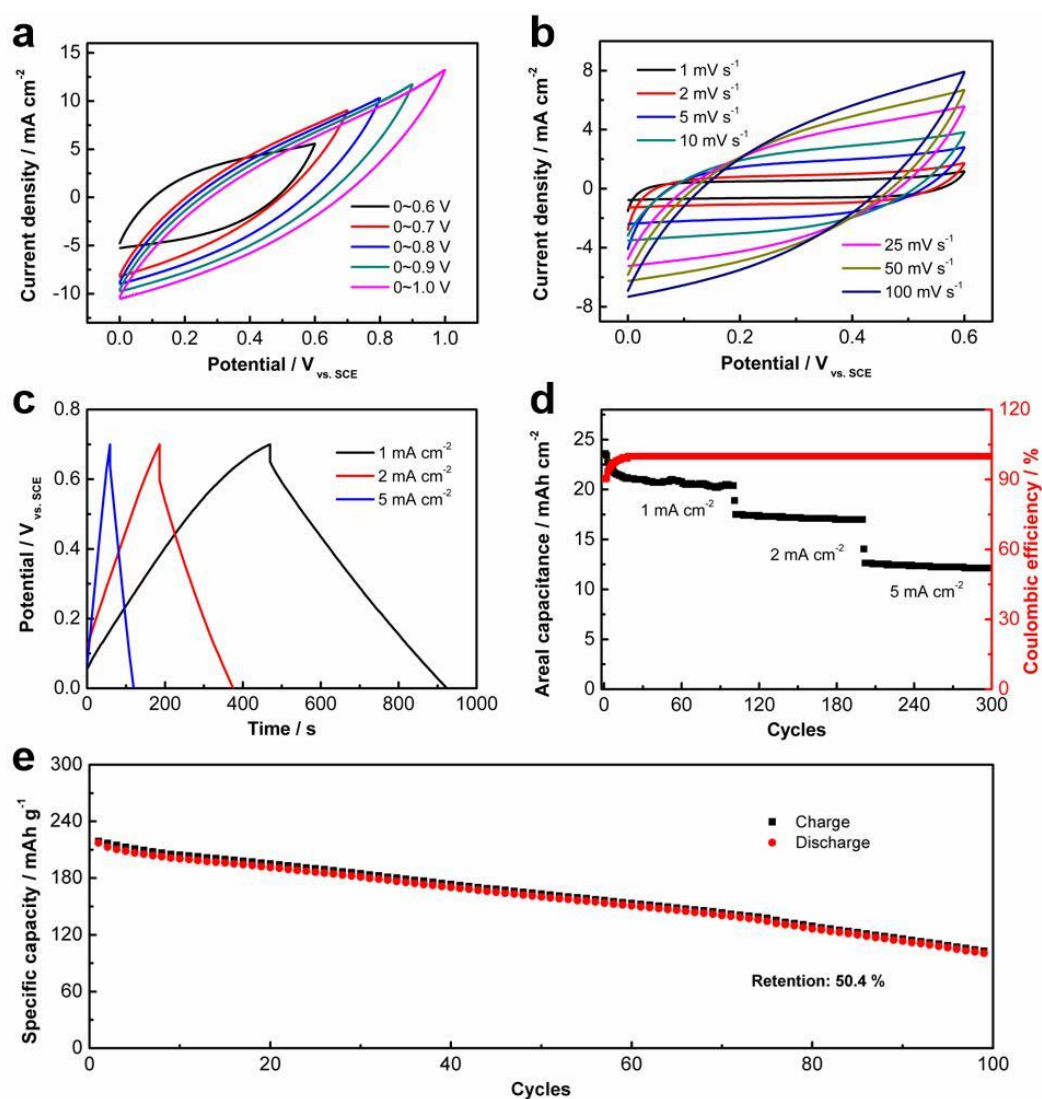 a
15
10
5
0
-5
-10
0.0 0.2 0.4 0.6 0.8 1.0
Current density / mA cm⁻²
Potential / V vs. SCE
0~0.6 V
0~0.7 V
0~0.8 V
0~0.9 V
0~1.0 V
b
8
4
0
-4
-8
0.0 0.2 0.4 0.6
Current density / mA cm⁻²
Potential / V vs. SCE
1 mV s⁻¹
2 mV s⁻¹
5 mV s⁻¹
10 mV s⁻¹
25 mV s⁻¹
50 mV s⁻¹
100 mV s⁻¹
c
0.8
0.6
0.4
0.2
0.0
0 200 400 600 800 1000
Potential / V vs. SCE
Time / s
1 mA cm⁻²
2 mA cm⁻²
5 mA cm⁻²
d
25
20
15
10
5
0
0 60 120 180 240 300
120
90
60
30
0
Areal capacitance / mAh cm⁻²
Coulombic efficiency / %
Cycles
1 mA cm⁻²
2 mA cm⁻²
5 mA cm⁻²
e
300
240
180
120
60
0
0 20 40 60 80 100
Specific capacity / mAh g⁻¹
Cycles
Charge
Discharge
Retention: 50.4 %